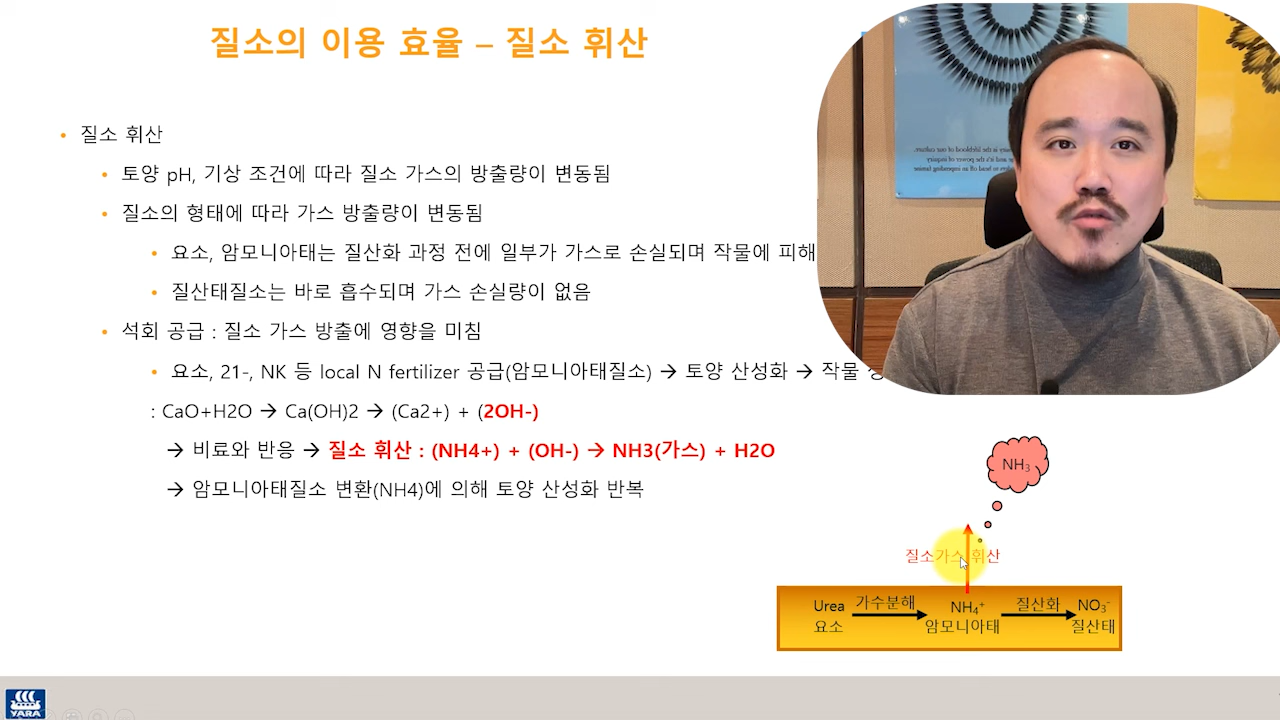 질소의 이용 효율 – 질소 휘산
• 질소 휘산
• 토양 pH, 기상 조건에 따라 질소 가스의 방출량이 변동됨
• 질소의 형태에 따라 가스 방출량이 변동됨
• 요소, 암모니아태는 질산화 과정 전에 일부가 가스로 손실되며 작물에 피해
• 질산태질소는 바로 흡수되며 가스 손실량이 없음
• 석회 공급 : 질소 가스 방출에 영향을 미침
• 요소, 21-, NK 등 local N fertilizer 공급(암모니아태질소) → 토양 산성화 → 작물
: CaO+H2O → Ca(OH)2 → (Ca2+) + (2OH-)
→ 비료와 반응 → 질소 휘산 : (NH4+) + (OH-) → NH3(가스) + H2O
→ 암모니아태질소 변환(NH4)에 의해 토양 산성화 반복
NH₃
질소가스 휘산
Urea 가수분해 NH₄⁺ 질산화 NO₃⁻
요소 암모니아태 질산태
YARA